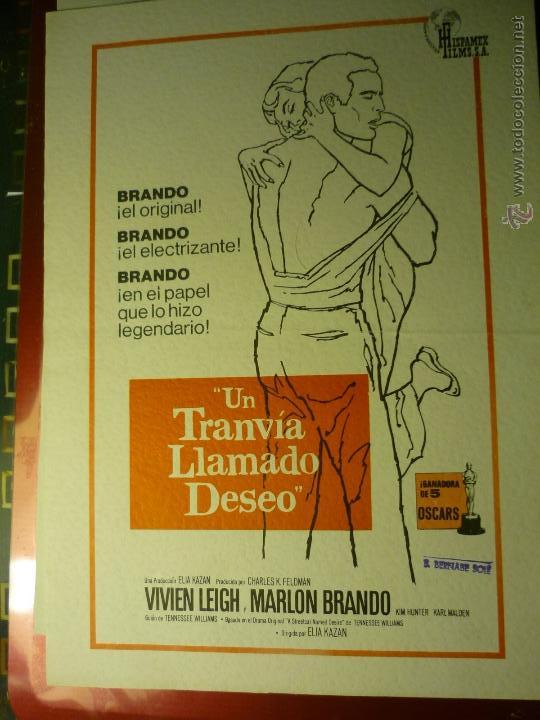 HISPAMEX
FILMS, S.A.
BRANDO
¡el original!
BRANDO
¡el electrizante!
BRANDO
¡en el papel
que lo hizo
legendario!
"Un
Tranvía
Llamado
Deseo"
¡GANADORA
DE 5
OSCARS
B. BERNABE SOLÉ
Una Producción ELIA KAZAN Producida por CHARLES K. FELDMAN
VIVIEN LEIGH y MARLON BRANDO KIM HUNTER KARL MALDEN
Guión de TENNESSEE WILLIAMS • Basada en el Drama Original "A Streetcar Named Desire" de TENNESSEE WILLIAMS
• Dirigida por ELIA KAZAN
www.todocoleccion.net
tc